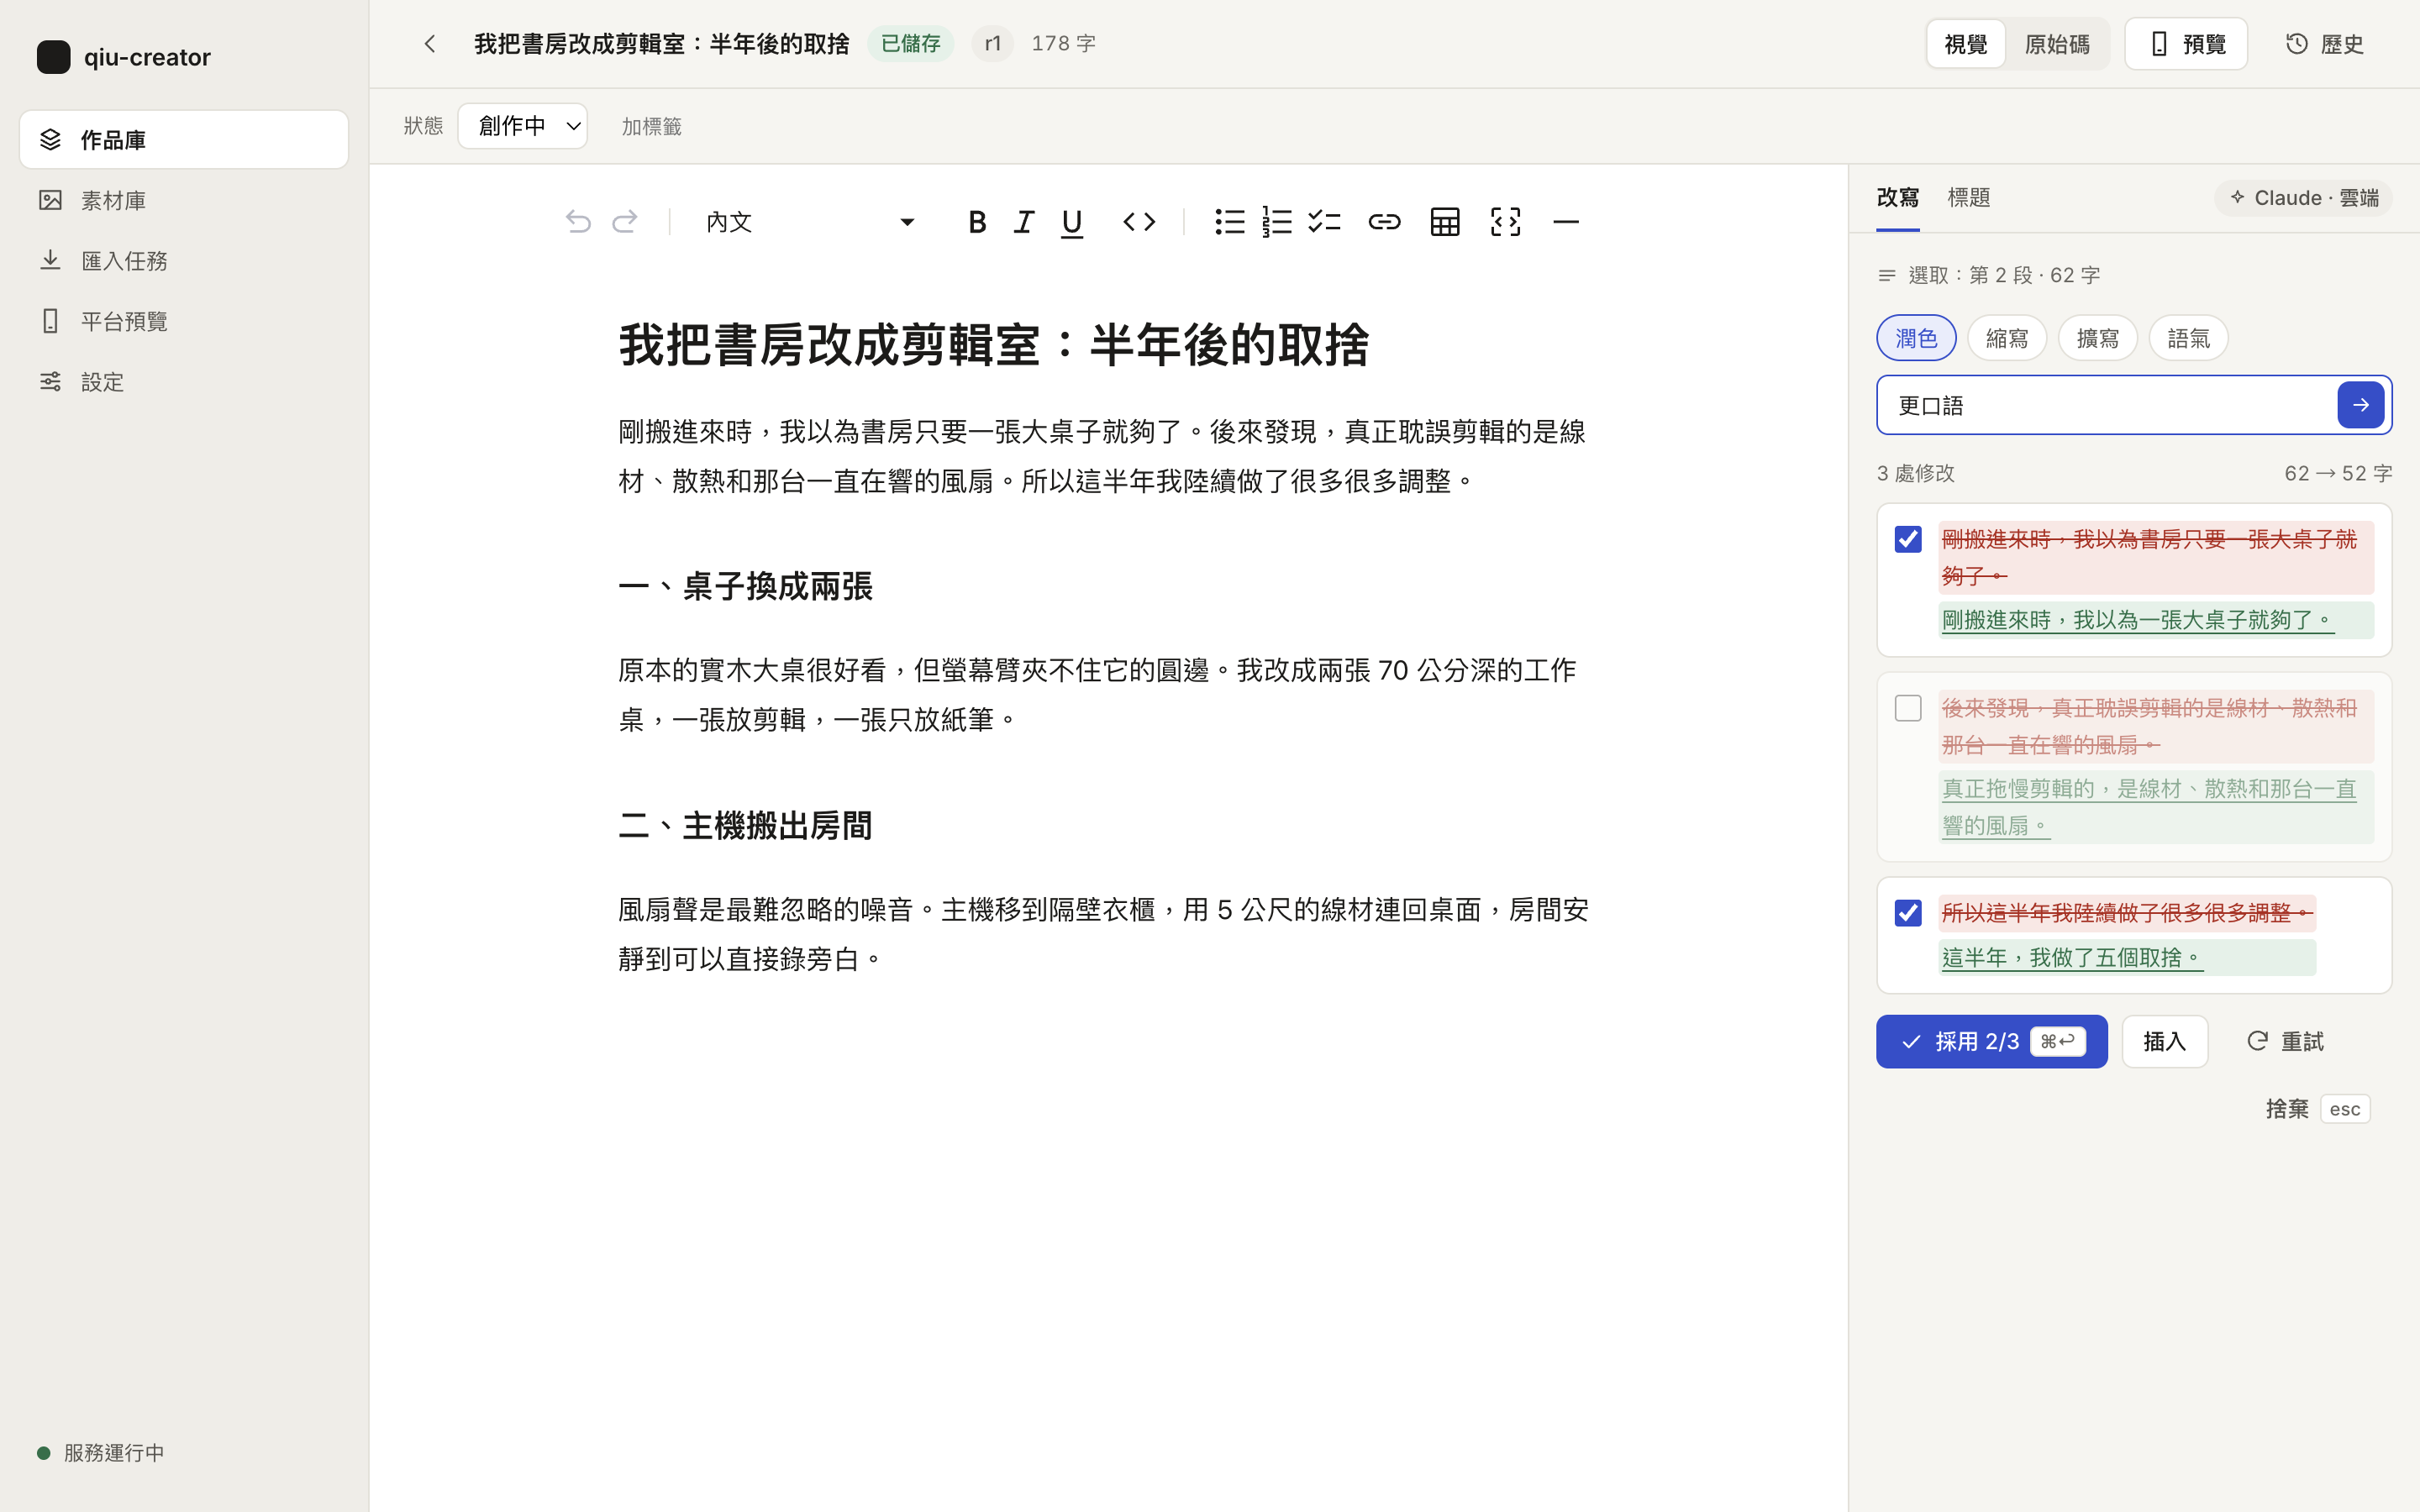 qiu-creator
作品庫
素材庫
匯入任務
平台預覽
設定
服務運行中
我把書房改成剪輯室：半年後的取捨
已儲存
r1
178 字
視覺
原始碼
預覽
歷史
狀態
創作中
加標籤
內文
B I U
我把書房改成剪輯室：半年後的取捨
剛搬進來時，我以為書房只要一張大桌子就夠了。後來發現，真正耽誤剪輯的是線
材、散熱和那台一直在響的風扇。所以這半年我陸續做了很多很多調整。
一、桌子換成兩張
原本的實木大桌很好看，但螢幕臂夾不住它的圓邊。我改成兩張 70 公分深的工作
桌，一張放剪輯，一張只放紙筆。
二、主機搬出房間
風扇聲是最難忽略的噪音。主機移到隔壁衣櫃，用 5 公尺的線材連回桌面，房間安
靜到可以直接錄旁白。
改寫
標題
Claude · 雲端
選取：第 2 段 · 62 字
潤色
縮寫
擴寫
語氣
更口語
3 處修改
62 → 52 字
剛搬進來時，我以為書房只要一張大桌子就
夠了。
剛搬進來時，我以為一張大桌子就夠了。
後來發現，真正耽誤剪輯的是線材、散熱和
那台一直在響的風扇。
真正拖慢剪輯的，是線材、散熱和那台一直
響的風扇。
所以這半年我陸續做了很多很多調整。
這半年，我做了五個取捨。
採用 2/3 ⌘↩
插入
重試
捨棄 esc